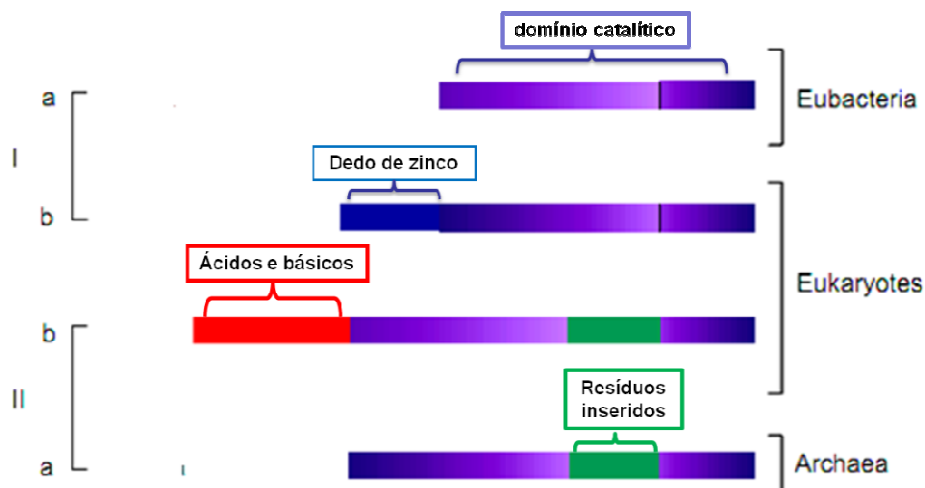 domínio catalítico
a
Eubacteria
I
Dedo de zinco
b
Ácidos e básicos
Eukaryotes
b
II
Resíduos
inseridos
a
Archaea